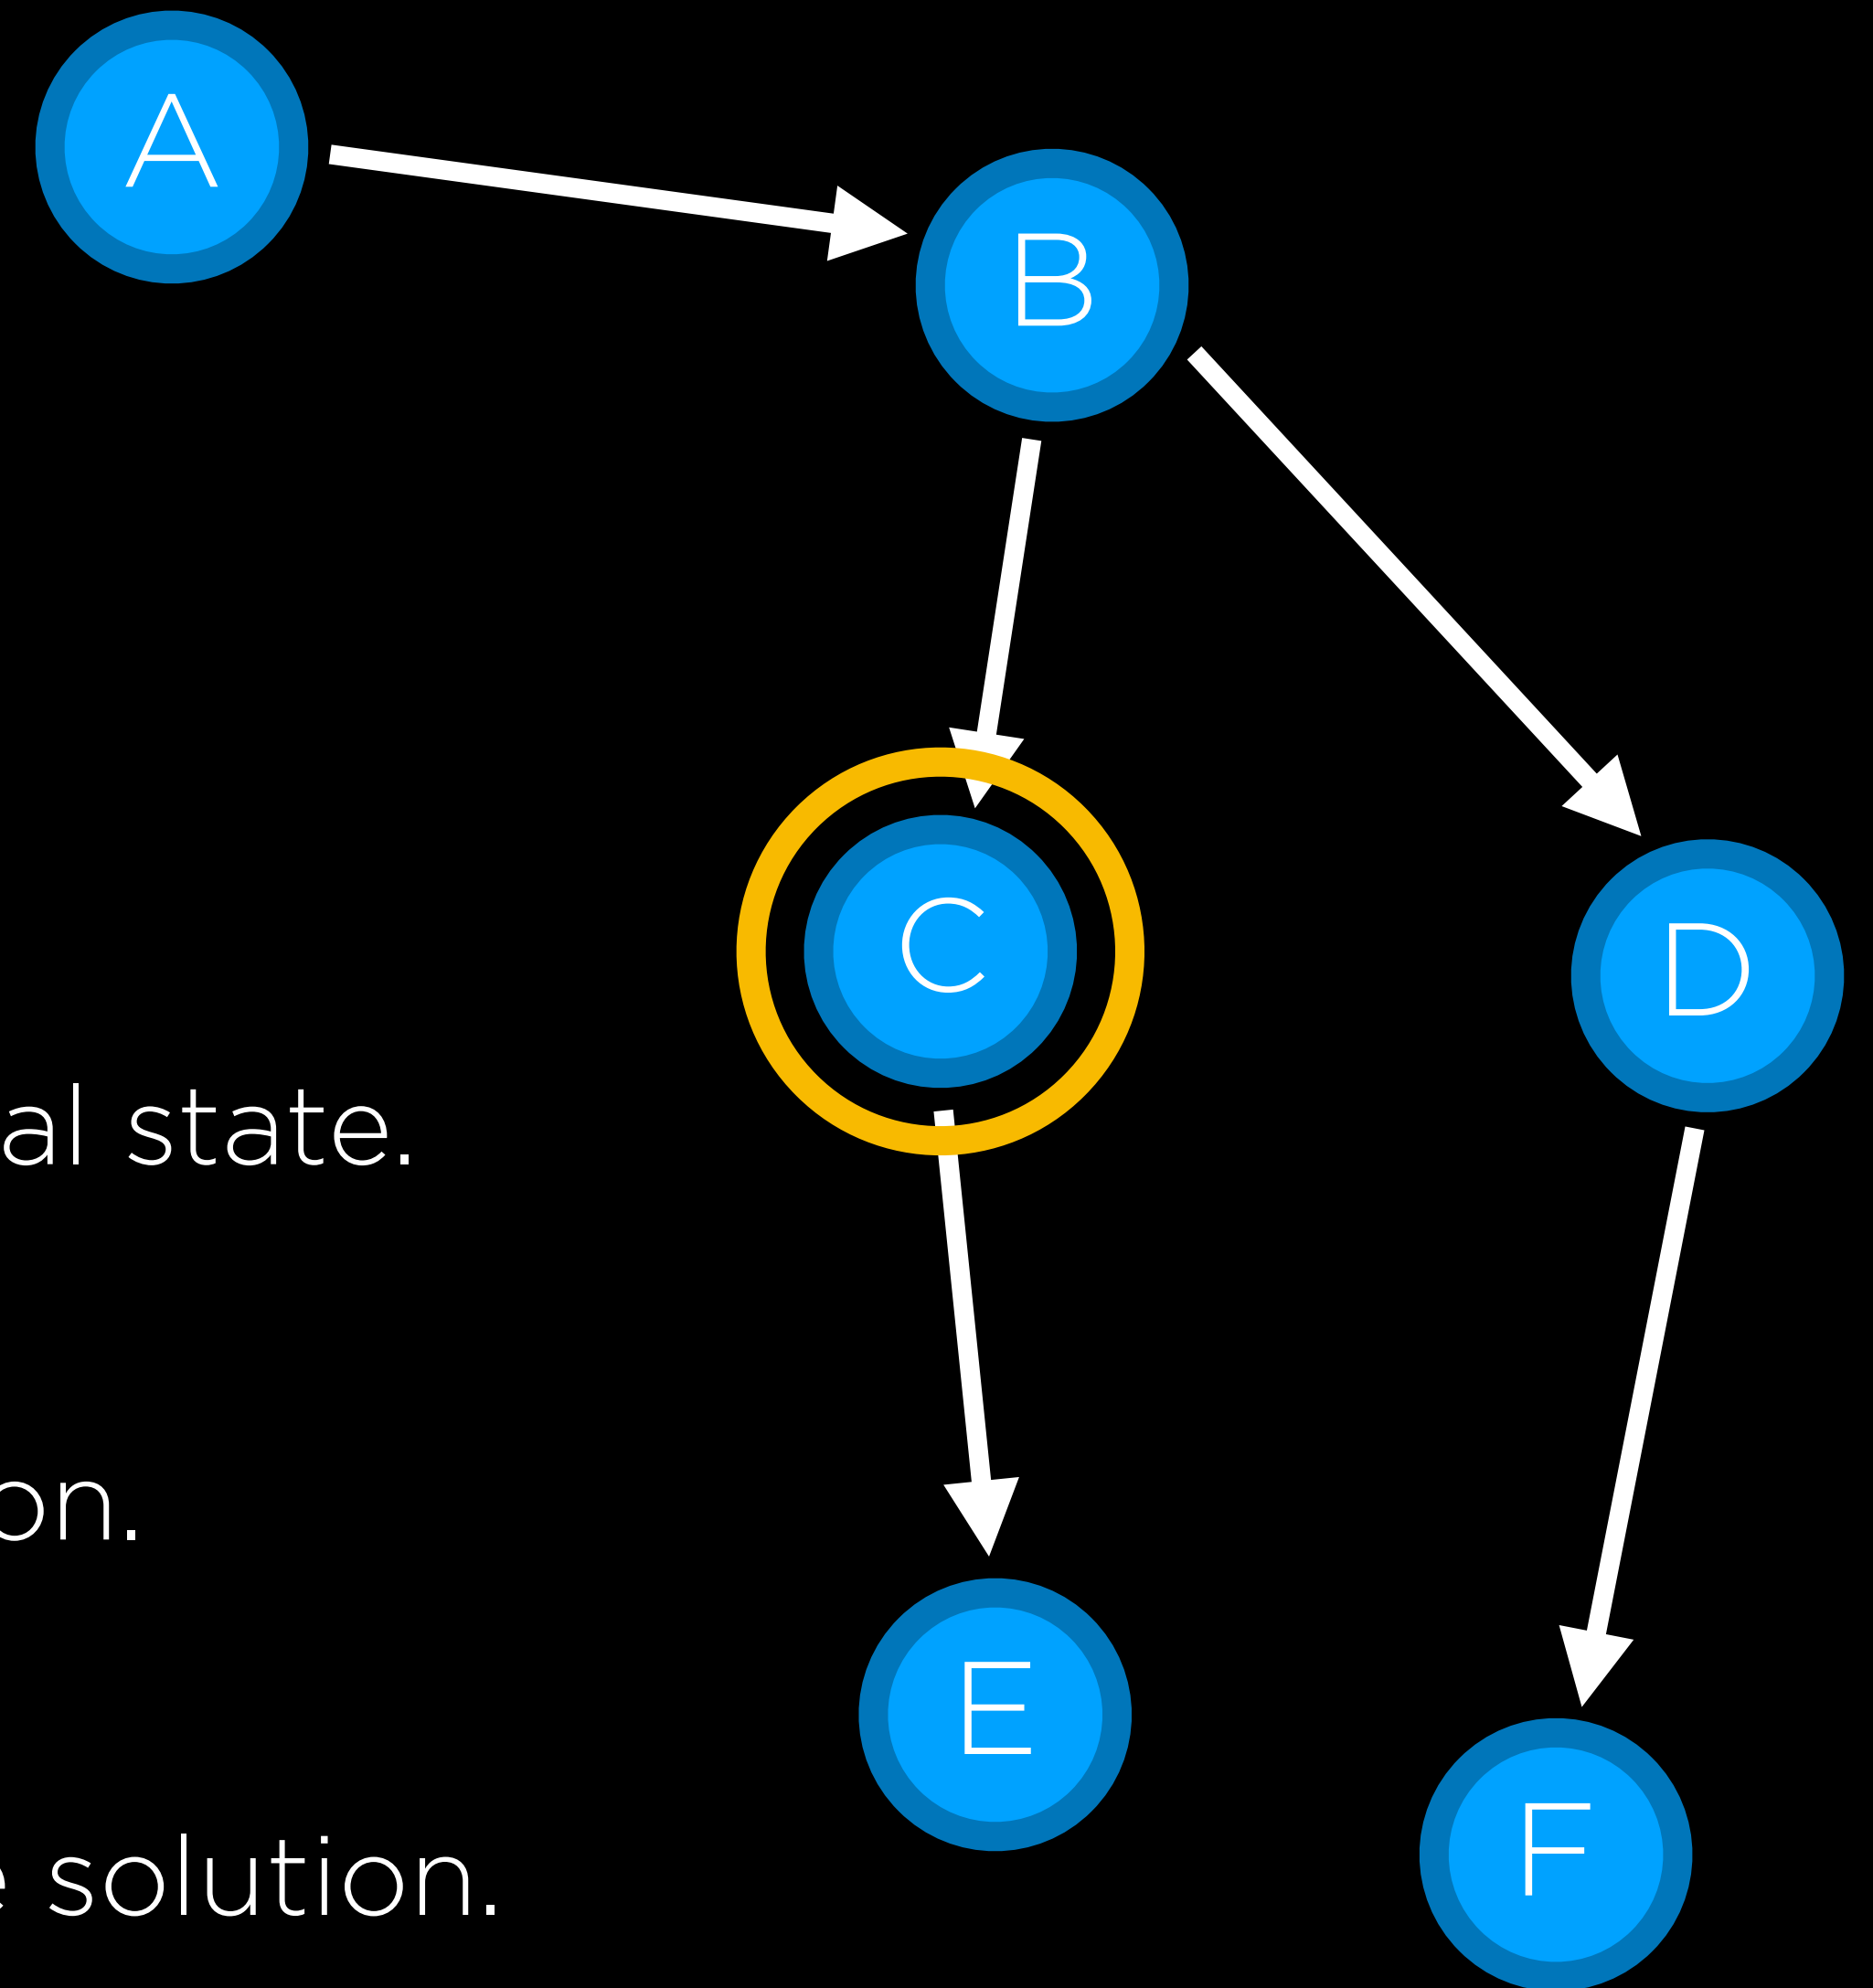 A
B
C
D
al state.
on.
E
F
e solution.